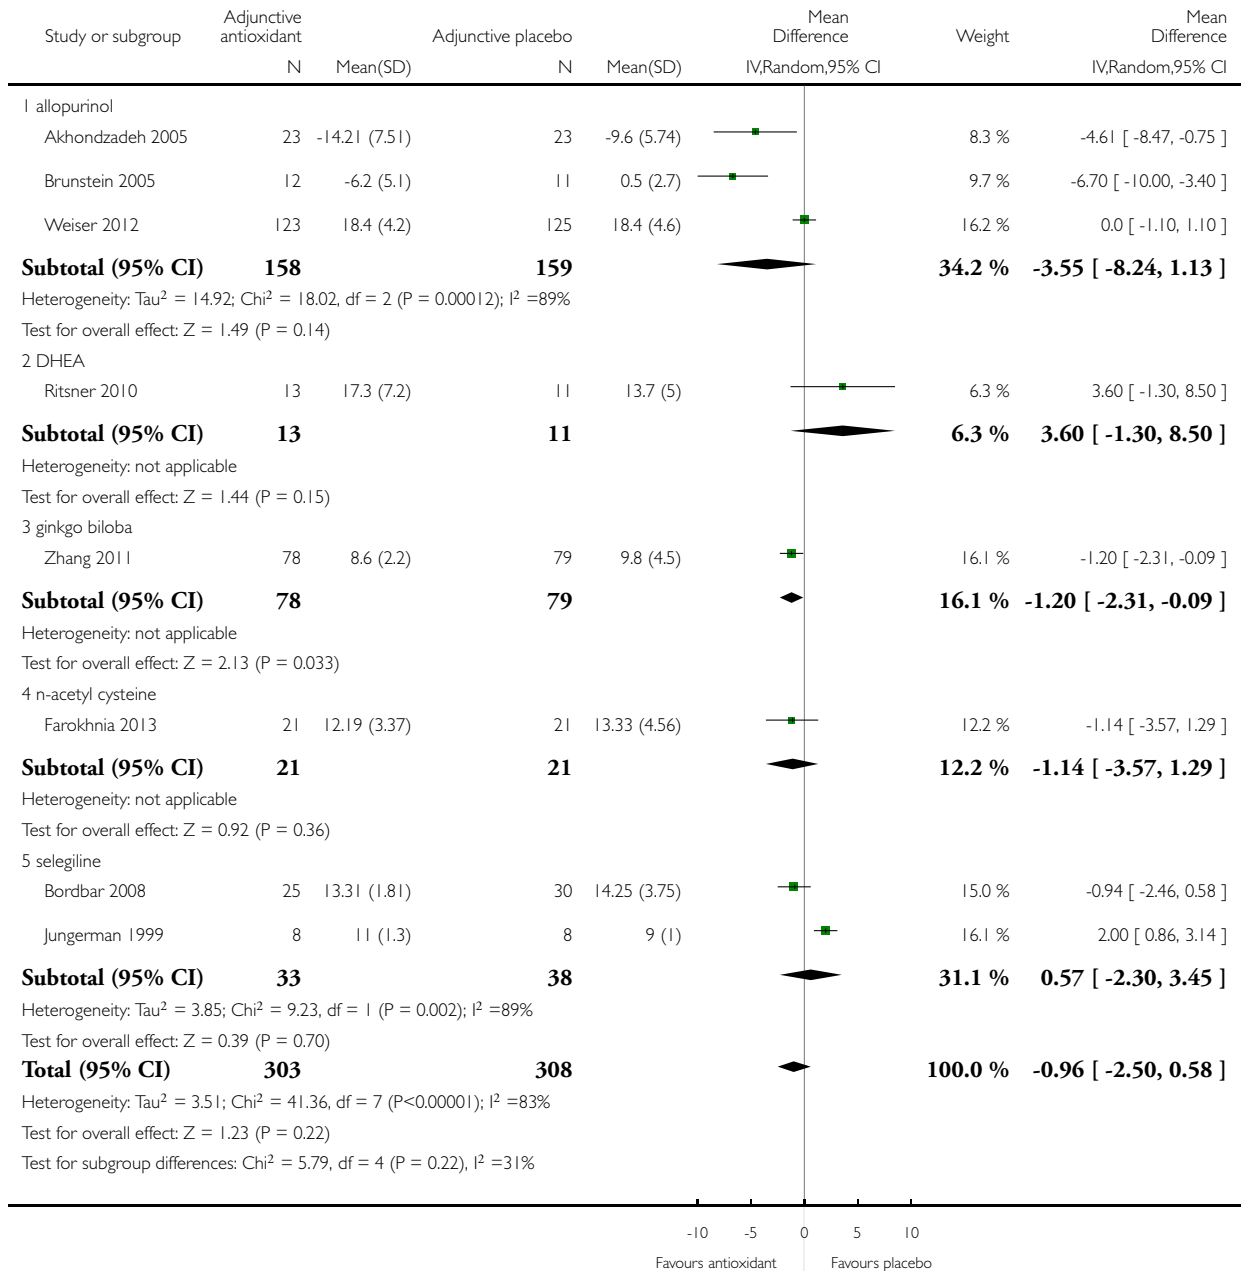 Study or subgroup Adjunctive antioxidant Adjunctive placebo Mean Difference Weight Mean Difference
N Mean(SD) N Mean(SD) IV,Random,95% CI IV,Random,95% CI
1 allopurinol
Akhondzadeh 2005 23 -14.21 (7.51) 23 -9.6 (5.74) 8.3 % -4.61 [ -8.47, -0.75 ]
Brunstein 2005 12 -6.2 (5.1) 11 0.5 (2.7) 9.7 % -6.70 [ -10.00, -3.40 ]
Weiser 2012 123 18.4 (4.2) 125 18.4 (4.6) 16.2 % 0.0 [ -1.10, 1.10 ]
Subtotal (95% CI) 158 159 34.2 % -3.55 [ -8.24, 1.13 ]
Heterogeneity: Tau² = 14.92; Chi² = 18.02, df = 2 (P = 0.00012); I² =89%
Test for overall effect: Z = 1.49 (P = 0.14)
2 DHEA
Ritsner 2010 13 17.3 (7.2) 11 13.7 (5) 6.3 % 3.60 [ -1.30, 8.50 ]
Subtotal (95% CI) 13 11 6.3 % 3.60 [ -1.30, 8.50 ]
Heterogeneity: not applicable
Test for overall effect: Z = 1.44 (P = 0.15)
3 ginkgo biloba
Zhang 2011 78 8.6 (2.2) 79 9.8 (4.5) 16.1 % -1.20 [ -2.31, -0.09 ]
Subtotal (95% CI) 78 79 16.1 % -1.20 [ -2.31, -0.09 ]
Heterogeneity: not applicable
Test for overall effect: Z = 2.13 (P = 0.033)
4 n-acetyl cysteine
Farokhnia 2013 21 12.19 (3.37) 21 13.33 (4.56) 12.2 % -1.14 [ -3.57, 1.29 ]
Subtotal (95% CI) 21 21 12.2 % -1.14 [ -3.57, 1.29 ]
Heterogeneity: not applicable
Test for overall effect: Z = 0.92 (P = 0.36)
5 selegiline
Bordbar 2008 25 13.31 (1.81) 30 14.25 (3.75) 15.0 % -0.94 [ -2.46, 0.58 ]
Jungerman 1999 8 11 (1.3) 8 9 (1) 16.1 % 2.00 [ 0.86, 3.14 ]
Subtotal (95% CI) 33 38 31.1 % 0.57 [ -2.30, 3.45 ]
Heterogeneity: Tau² = 3.85; Chi² = 9.23, df = 1 (P = 0.002); I² =89%
Test for overall effect: Z = 0.39 (P = 0.70)
Total (95% CI) 303 308 100.0 % -0.96 [ -2.50, 0.58 ]
Heterogeneity: Tau² = 3.51; Chi² = 41.36, df = 7 (P<0.00001); I² =83%
Test for overall effect: Z = 1.23 (P = 0.22)
Test for subgroup differences: Chi² = 5.79, df = 4 (P = 0.22), I² =31%
-10 -5 0 5 10
Favours antioxidant Favours placebo